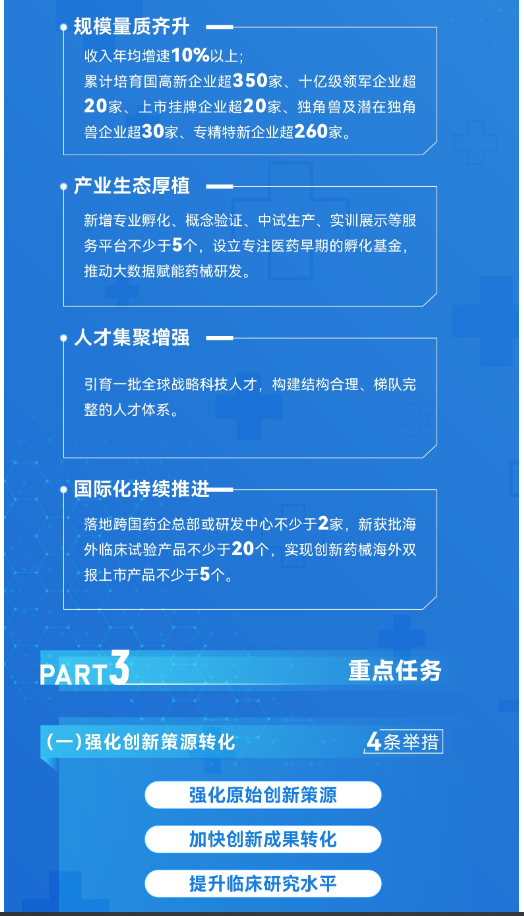 规模量质齐升
收入年均增速10%以上；
累计培育国高新企业超350家、十亿级领军企业超
20家、上市挂牌企业超20家、独角兽及潜在独角
兽企业超30家、专精特新企业超260家。
产业生态厚植
新增专业孵化、概念验证、中试生产、实训展示等服
务平台不少于5个，设立专注医药早期的孵化基金，
推动大数据赋能药械研发。
人才集聚增强
引育一批全球战略科技人才，构建结构合理、梯队完
整的人才体系。
国际化持续推进
落地跨国药企总部或研发中心不少于2家，新获批海
外临床试验产品不少于20个，实现创新药械海外双
报上市产品不少于5个。
PART3 重点任务
(一)强化创新策源转化 4条举措
强化原始创新策源
加快创新成果转化
提升临床研究水平